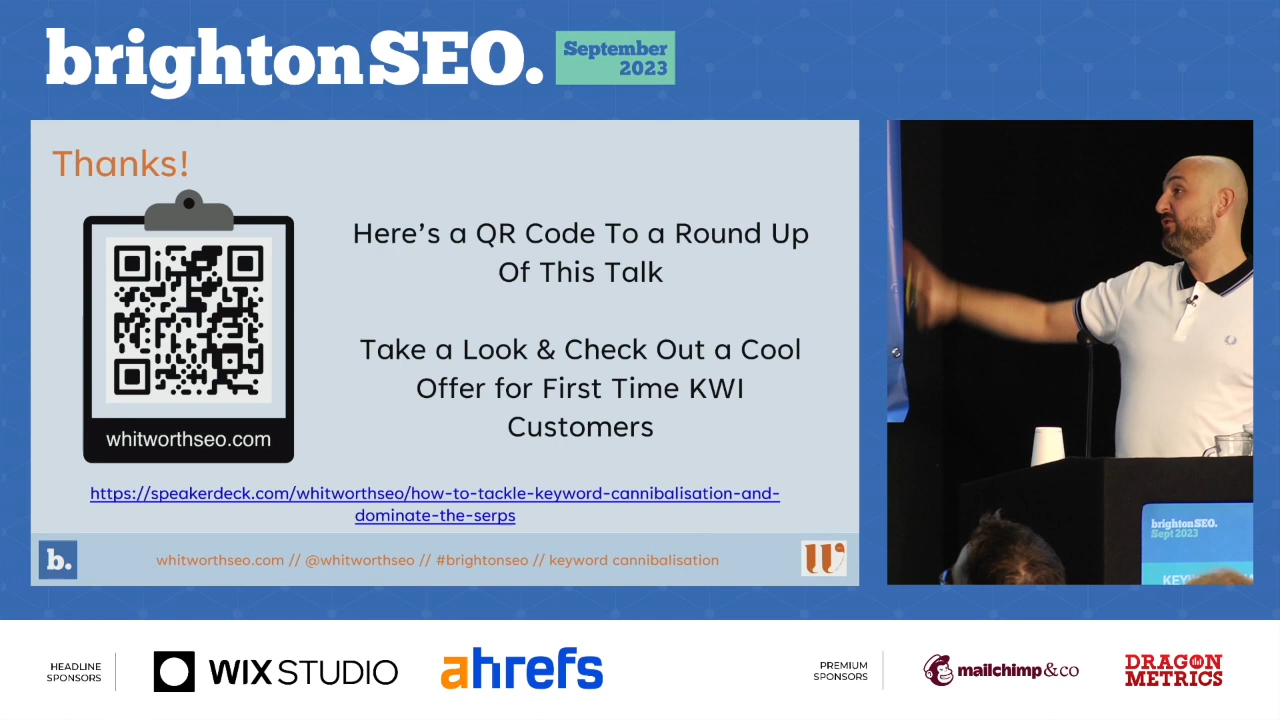 brightonSEO.
September
2023
Thanks!
Here's a QR Code To a Round Up
Of This Talk
Take a Look & Check Out a Cool
Offer for First Time KWI
Customers
whitworthseo.com
https://speakerdeck.com/whitworthseo/how-to-tackle-keyword-cannibalisation-and-
dominate-the-serps
b.
whitworthseo.com // @whitworthseo // #brightonseo // keyword cannibalisation
brightonSEO.
Sept 2023
HEADLINE
SPONSORS
WIX STUDIO
ahrefs
PREMIUM
SPONSORS
mailchimp&co
DRAGON
METRICS